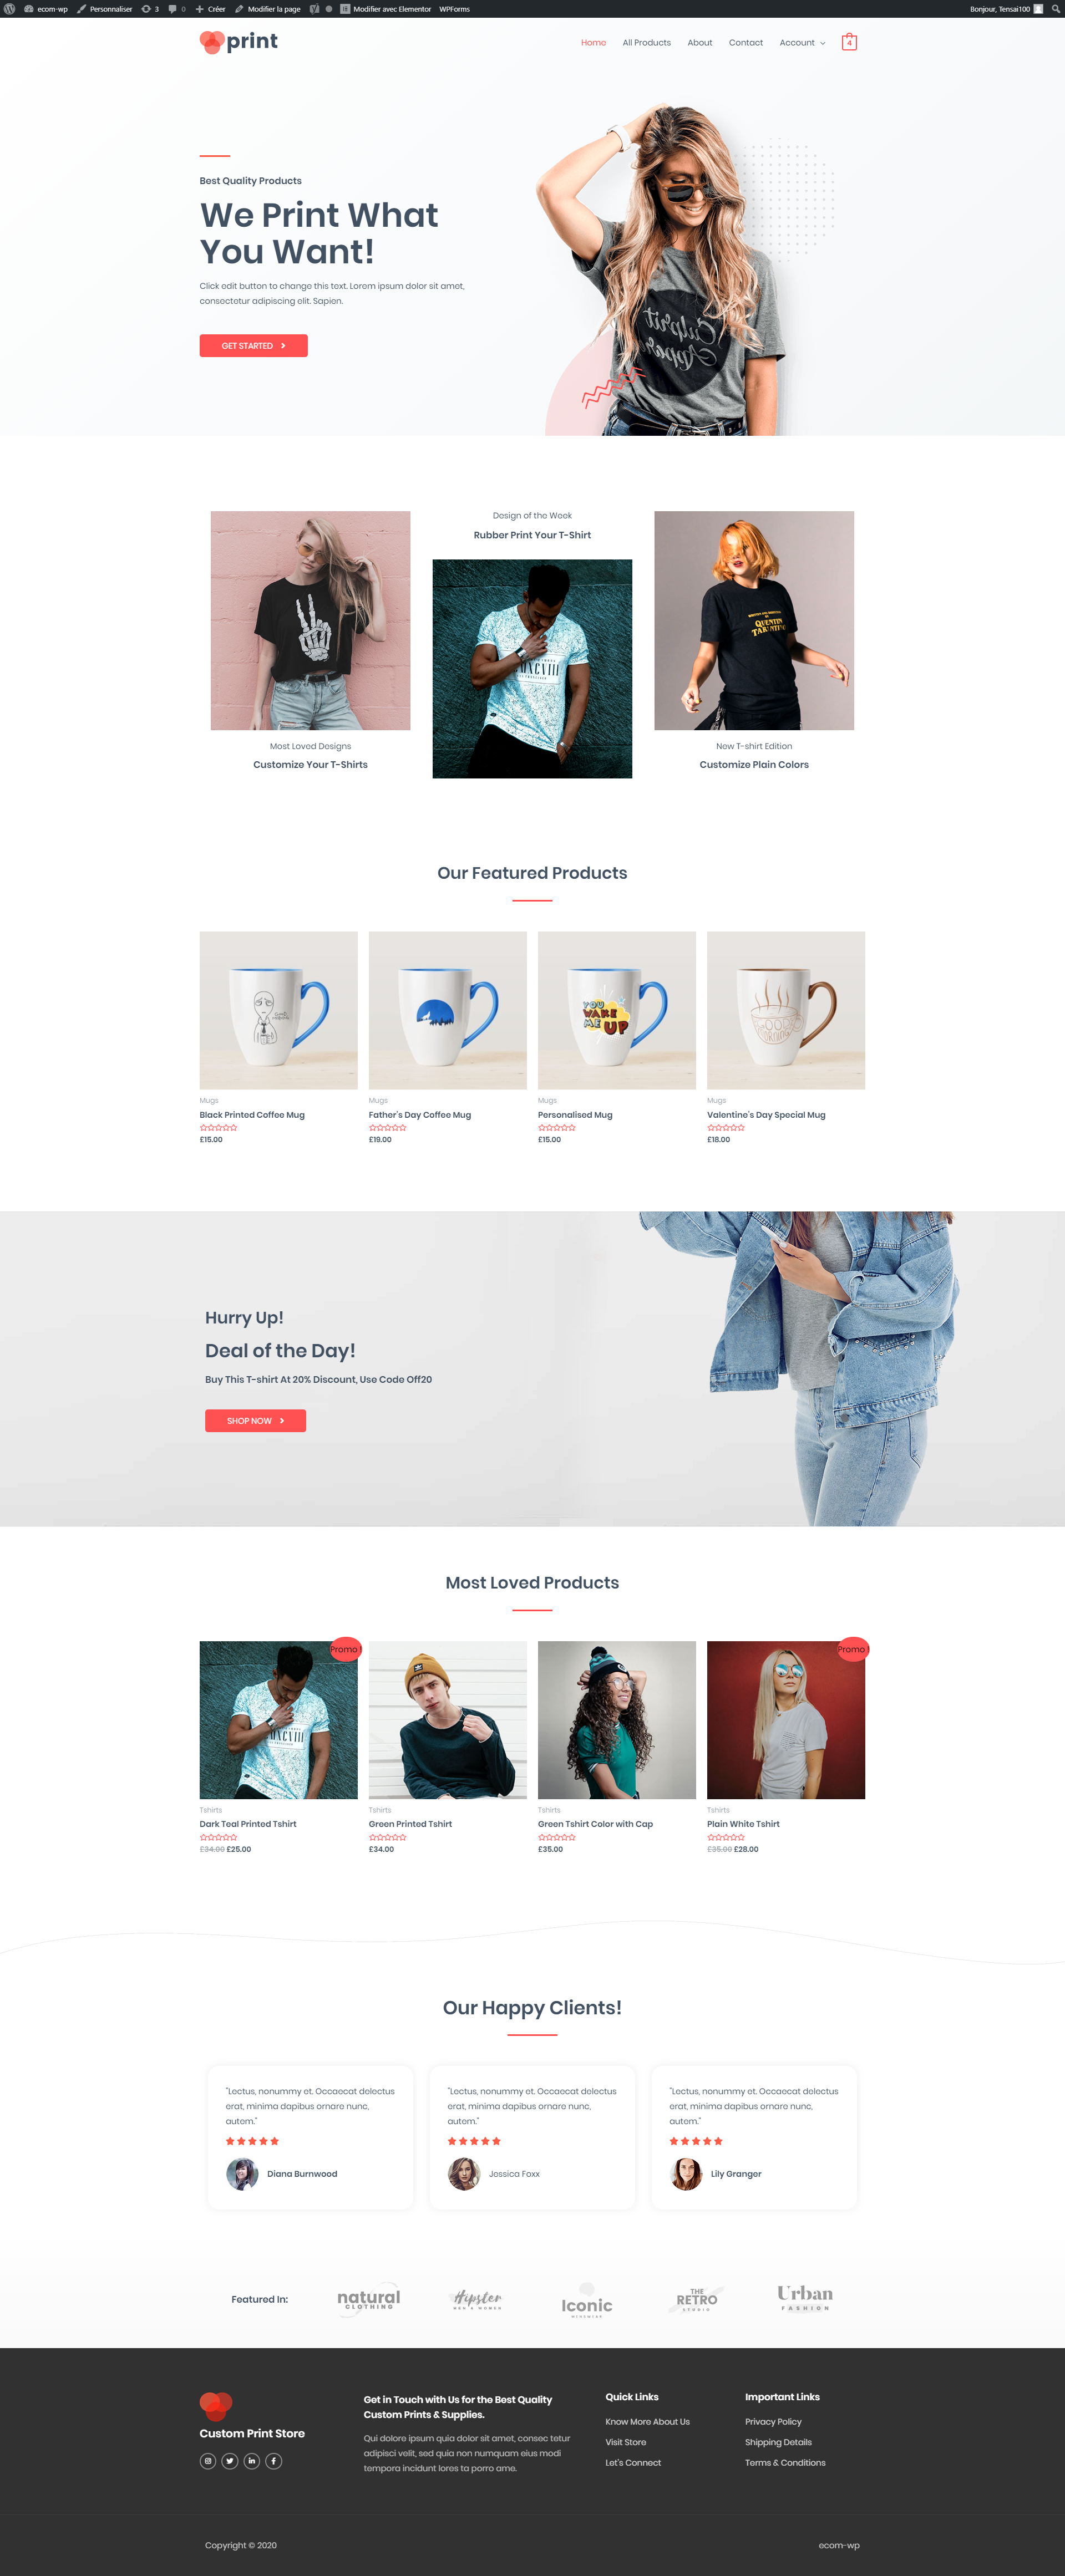 ecom-wp Personnaliser 3 0 Créer Modifier la page Modifier avec Elementor WPForms Bonjour, Tensai100
print Home All Products About Contact Account 4
Best Quality Products
We Print What
You Want!
Click edit button to change this text. Lorem ipsum dolor sit amet,
consectetur adipiscing elit. Sapien.
GET STARTED
Design of the Week
Rubber Print Your T-Shirt
QUENTIN
TARANTINO
MXCVIII
Most Loved Designs
Customize Your T-Shirts
New T-shirt Edition
Customize Plain Colors
Our Featured Products
YOU
WAKE
ME UP
Mugs Mugs Mugs Mugs
Black Printed Coffee Mug Father's Day Coffee Mug Personalised Mug Valentine's Day Special Mug
£15.00 £19.00 £15.00 £18.00
Hurry Up!
Deal of the Day!
Buy This T-shirt At 20% Discount, Use Code Off20
SHOP NOW
Most Loved Products
Promo ! Promo !
MXCVIII
Tshirts Tshirts Tshirts Tshirts
Dark Teal Printed Tshirt Green Printed Tshirt Green Tshirt Color with Cap Plain White Tshirt
£34.00 £25.00 £34.00 £35.00 £35.00 £28.00
Our Happy Clients!
"Lectus, nonummy et. Occaecat delectus
erat, minima dapibus ornare nunc,
autem."
Diana Burnwood
"Lectus, nonummy et. Occaecat delectus
erat, minima dapibus ornare nunc,
autem."
Jessica Foxx
"Lectus, nonummy et. Occaecat delectus
erat, minima dapibus ornare nunc,
autem."
Lily Granger
Featured In:
natural
CLOTHING
Hipster
MEN & WOMEN
Iconic
THE
RETRO
STUDIO
Urban
FASHION
Custom Print Store
Get in Touch with Us for the Best Quality
Custom Prints & Supplies.
Qui dolore ipsum quia dolor sit amet, consec tetur
adipisci velit, sed quia non numquam eius modi
tempora incidunt lores ta porro ame.
Quick Links
Know More About Us
Visit Store
Let's Connect
Important Links
Privacy Policy
Shipping Details
Terms & Conditions
Copyright © 2020 ecom-wp